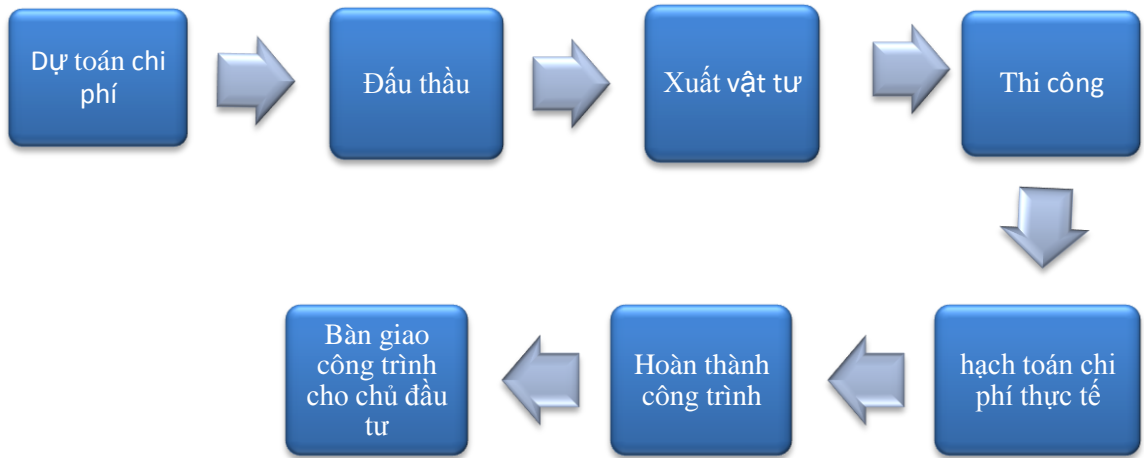 Dự toán chi
phí
Đấu thầu
Xuất vật tư
Thi công
hạch toán chi
phí thực tế
Hoàn thành
công trình
Bàn giao
công trình
cho chủ đầu
tư